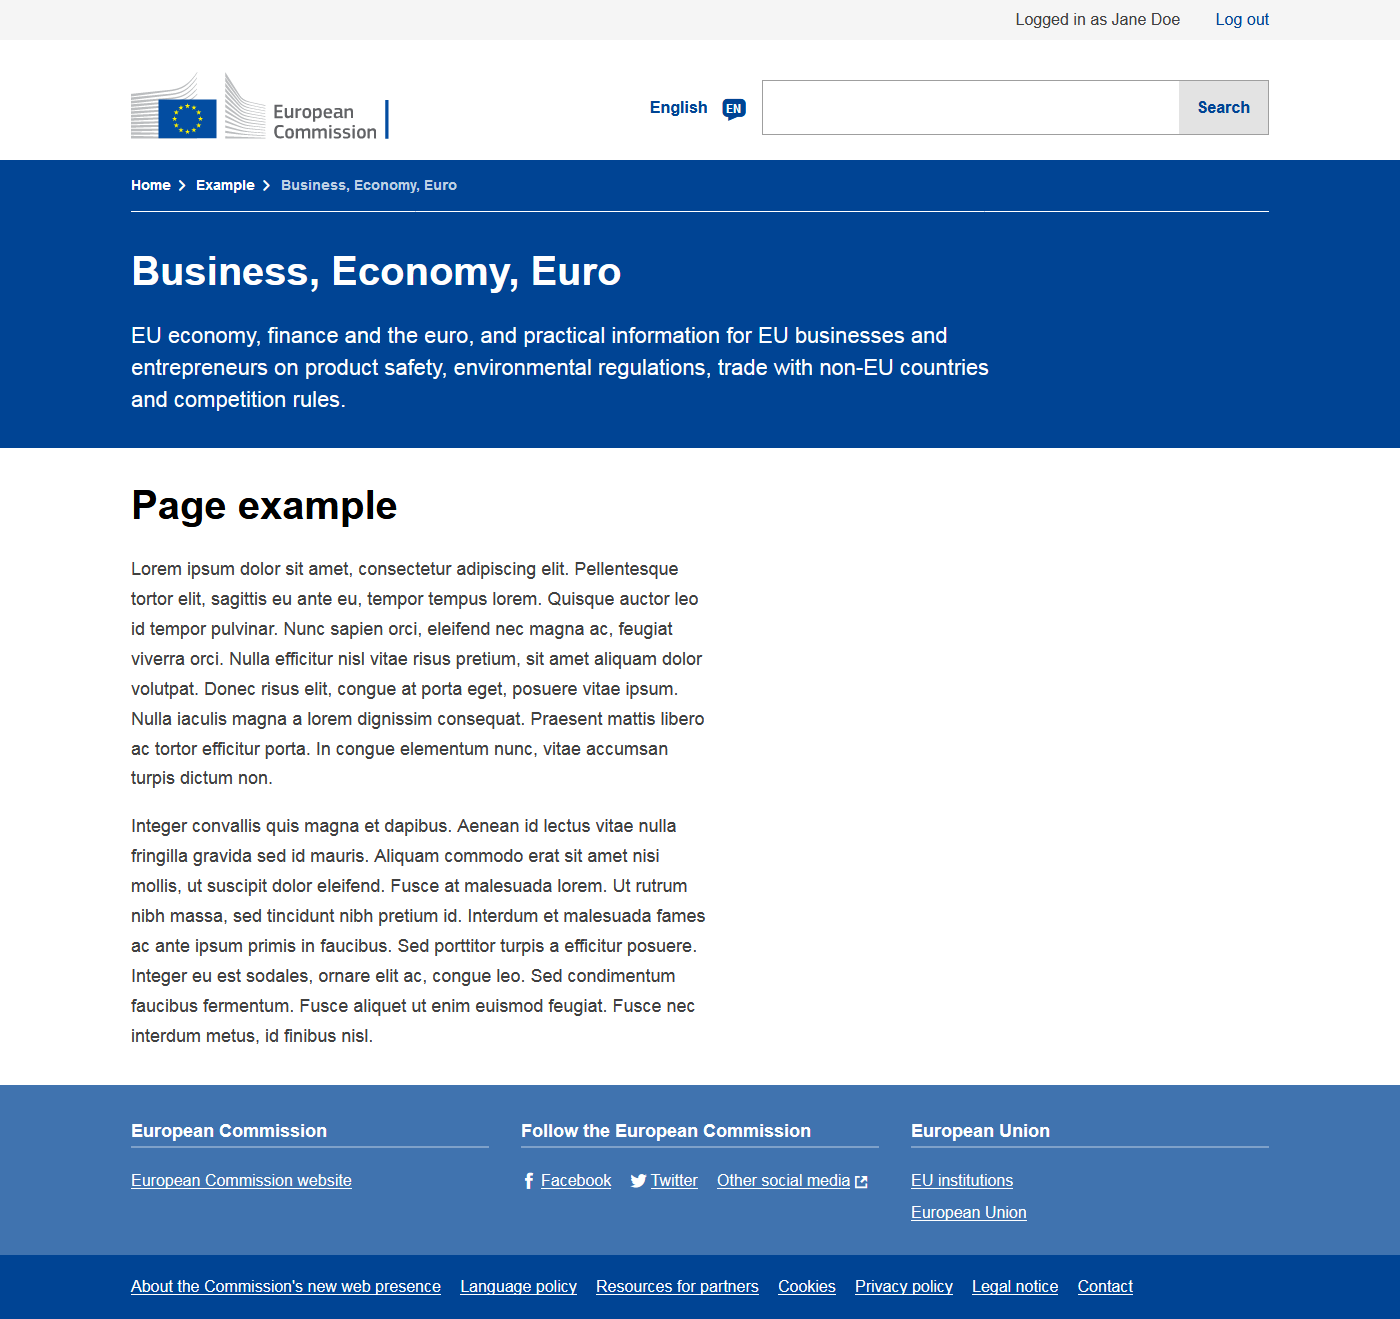 Logged in as Jane Doe Log out
European
Commission
English EN Search
Home Example Business, Economy, Euro
Business, Economy, Euro
EU economy, finance and the euro, and practical information for EU businesses and
entrepreneurs on product safety, environmental regulations, trade with non-EU countries
and competition rules.
Page example
Lorem ipsum dolor sit amet, consectetur adipiscing elit. Pellentesque
tortor elit, sagittis eu ante eu, tempor tempus lorem. Quisque auctor leo
id tempor pulvinar. Nunc sapien orci, eleifend nec magna ac, feugiat
viverra orci. Nulla efficitur nisl vitae risus pretium, sit amet aliquam dolor
volutpat. Donec risus elit, congue at porta eget, posuere vitae ipsum.
Nulla iaculis magna a lorem dignissim consequat. Praesent mattis libero
ac tortor efficitur porta. In congue elementum nunc, vitae accumsan
turpis dictum non.
Integer convallis quis magna et dapibus. Aenean id lectus vitae nulla
fringilla gravida sed id mauris. Aliquam commodo erat sit amet nisi
mollis, ut suscipit dolor eleifend. Fusce at malesuada lorem. Ut rutrum
nibh massa, sed tincidunt nibh pretium id. Interdum et malesuada fames
ac ante ipsum primis in faucibus. Sed porttitor turpis a efficitur posuere.
Integer eu est sodales, ornare elit ac, congue leo. Sed condimentum
faucibus fermentum. Fusce aliquet ut enim euismod feugiat. Fusce nec
interdum metus, id finibus nisl.
European Commission
European Commission website
Follow the European Commission
Facebook Twitter Other social media
European Union
EU institutions
European Union
About the Commission's new web presence Language policy Resources for partners Cookies Privacy policy Legal notice Contact